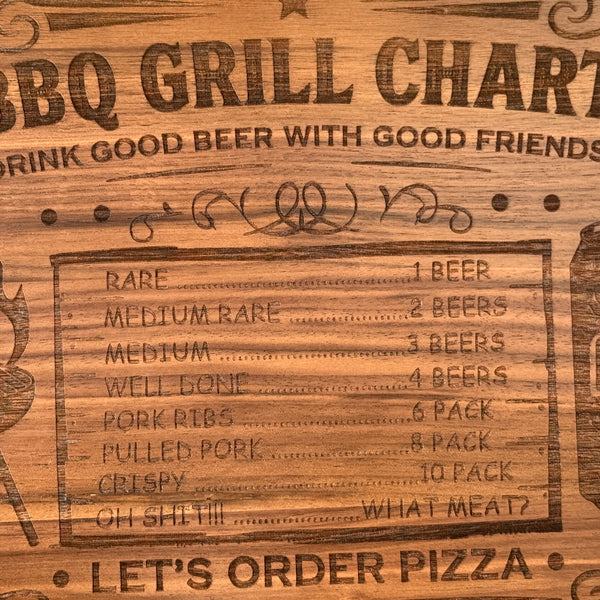 BBQ GRILL CHART
DRINK GOOD BEER WITH GOOD FRIENDS
RARE ........ 1 BEER
MEDIUM RARE ........ 2 BEERS
MEDIUM ........ 3 BEERS
WELL DONE ........ 4 BEERS
PORK RIBS ........ 6 PACK
PULLED PORK ........ 8 PACK
CRISPY ........ 10 PACK
OH SHIT!!! ........ WHAT MEAT?
• LET'S ORDER PIZZA •